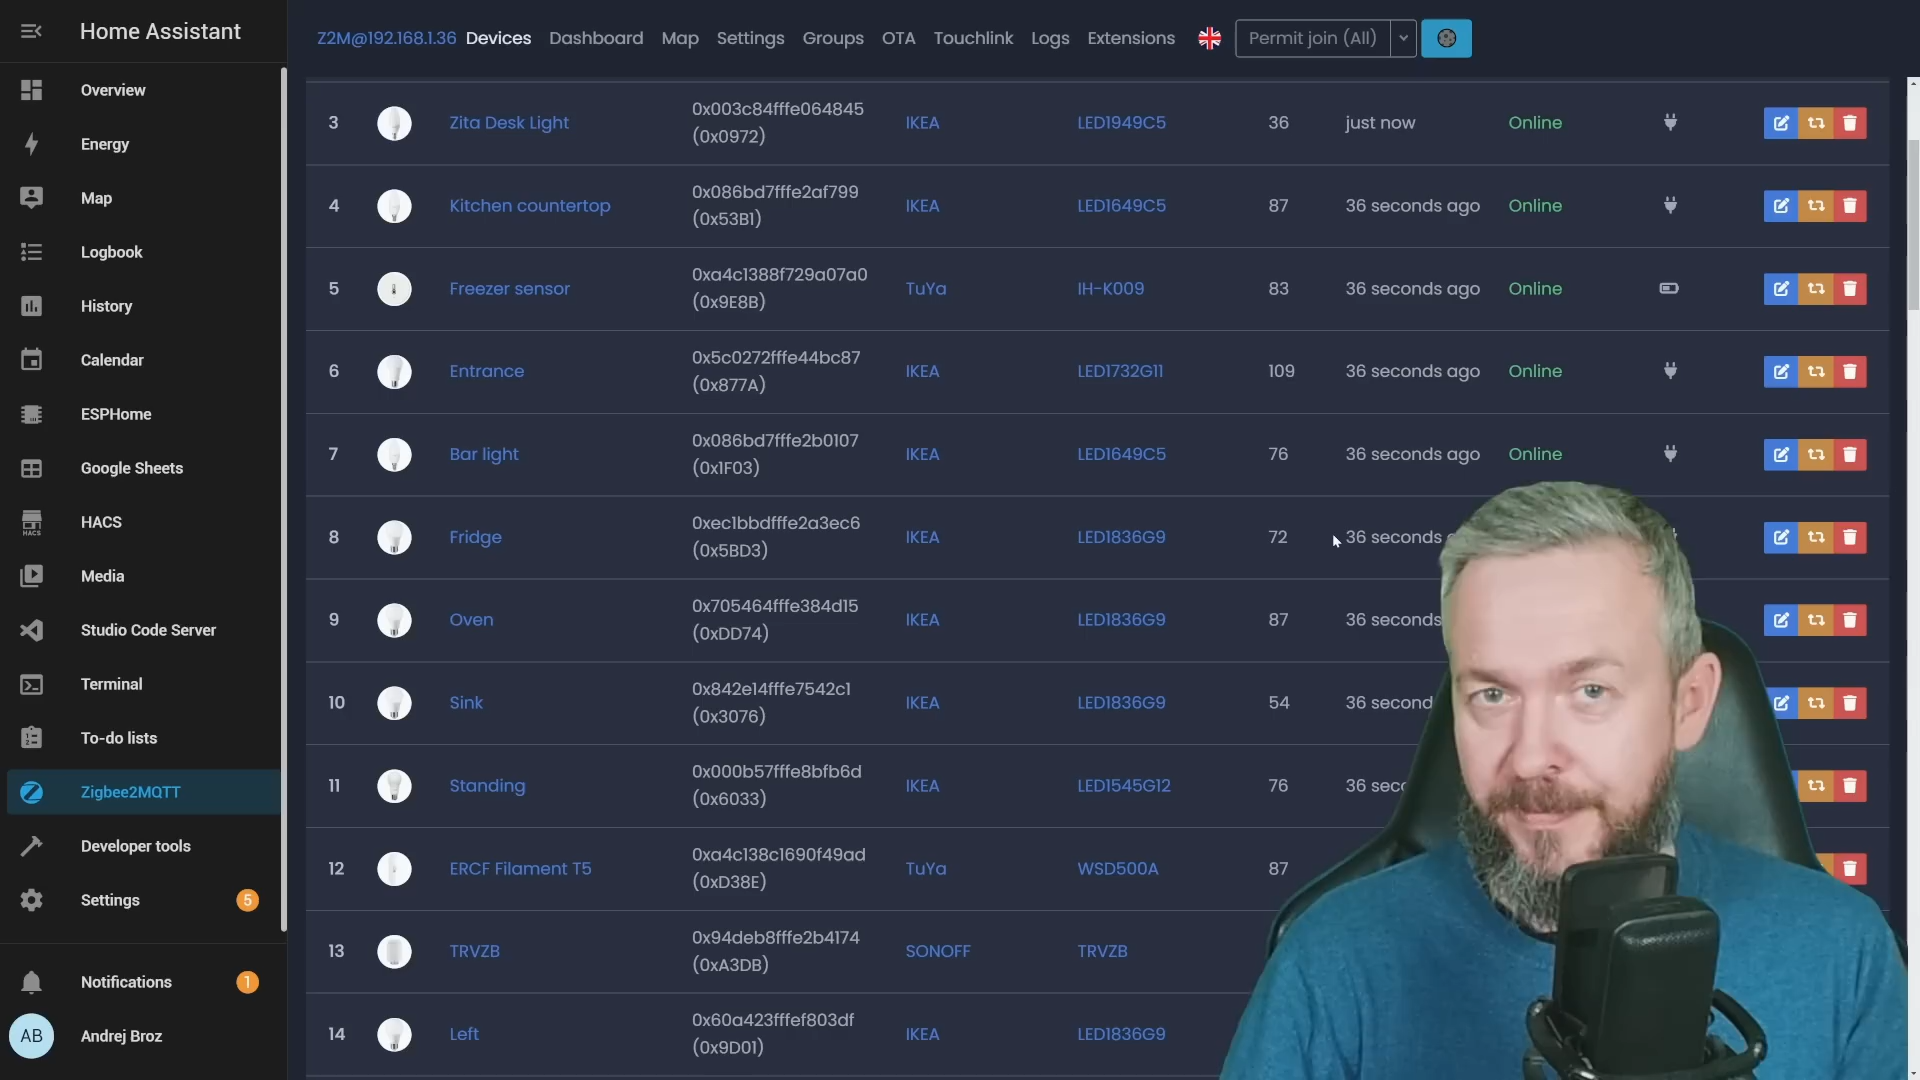 Home Assistant
Overview
Energy
Map
Logbook
History
Calendar
ESPHome
Google Sheets
HACS
HACS
Media
Studio Code Server
Terminal
To-do lists
Zigbee2MQTT
Developer tools
Settings 5
Notifications 1
AB Andrej Broz
Z2M@192.168.1.36 Devices Dashboard Map Settings Groups OTA Touchlink Logs Extensions Permit join (All)
3 Zita Desk Light 0x003c84fffe064845 (0x0972) IKEA LED1949C5 36 just now Online
4 Kitchen countertop 0x086bd7fffe2af799 (0x53B1) IKEA LED1649C5 87 36 seconds ago Online
5 Freezer sensor 0xa4c1388f729a07a0 (0x9E8B) TuYa IH-K009 83 36 seconds ago Online
6 Entrance 0x5c0272fffe44bc87 (0x877A) IKEA LED1732G11 109 36 seconds ago Online
7 Bar light 0x086bd7fffe2b0107 (0x1F03) IKEA LED1649C5 76 36 seconds ago Online
8 Fridge 0xec1bbdfffe2a3ec6 (0x5BD3) IKEA LED1836G9 72 36 seconds
9 Oven 0x705464fffe384d15 (0xDD74) IKEA LED1836G9 87 36 seconds
10 Sink 0x842e14fffe7542c1 (0x3076) IKEA LED1836G9 54 36 second
11 Standing 0x000b57fffe8bfb6d (0x6033) IKEA LED1545G12 76 36 sec
12 ERCF Filament T5 0xa4c138c1690f49ad (0xD38E) TuYa WSD500A 87
13 TRVZB 0x94deb8fffe2b4174 (0xA3DB) SONOFF TRVZB
14 Left 0x60a423fffef803df (0x9D01) IKEA LED1836G9